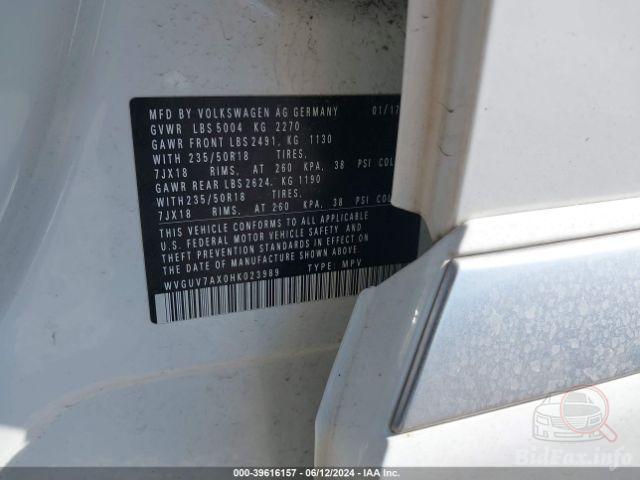 MFD BY VOLKSWAGEN AG GERMANY 01/17
GVWR LBS 5004 KG 2270
GAWR FRONT LBS 2491, KG 1130
WITH 235/50R18 TIRES,
7JX18 RIMS, AT 260 KPA, 38 PSI COL
GAWR REAR LBS 2624, KG 1190
WITH 235/50R18 TIRES,
7JX18 RIMS, AT 260 KPA, 38 PSI COL
THIS VEHICLE CONFORMS TO ALL APPLICABLE
U.S. FEDERAL MOTOR VEHICLE SAFETY AND
THEFT PREVENTION STANDARDS IN EFFECT ON
THE DATE OF MANUFACTURE SHOWN ABOVE.
WVGUV7AX0HK023989 TYPE: MPV
000-39616157 - 06/12/2024 - IAA Inc.
BidFax.info